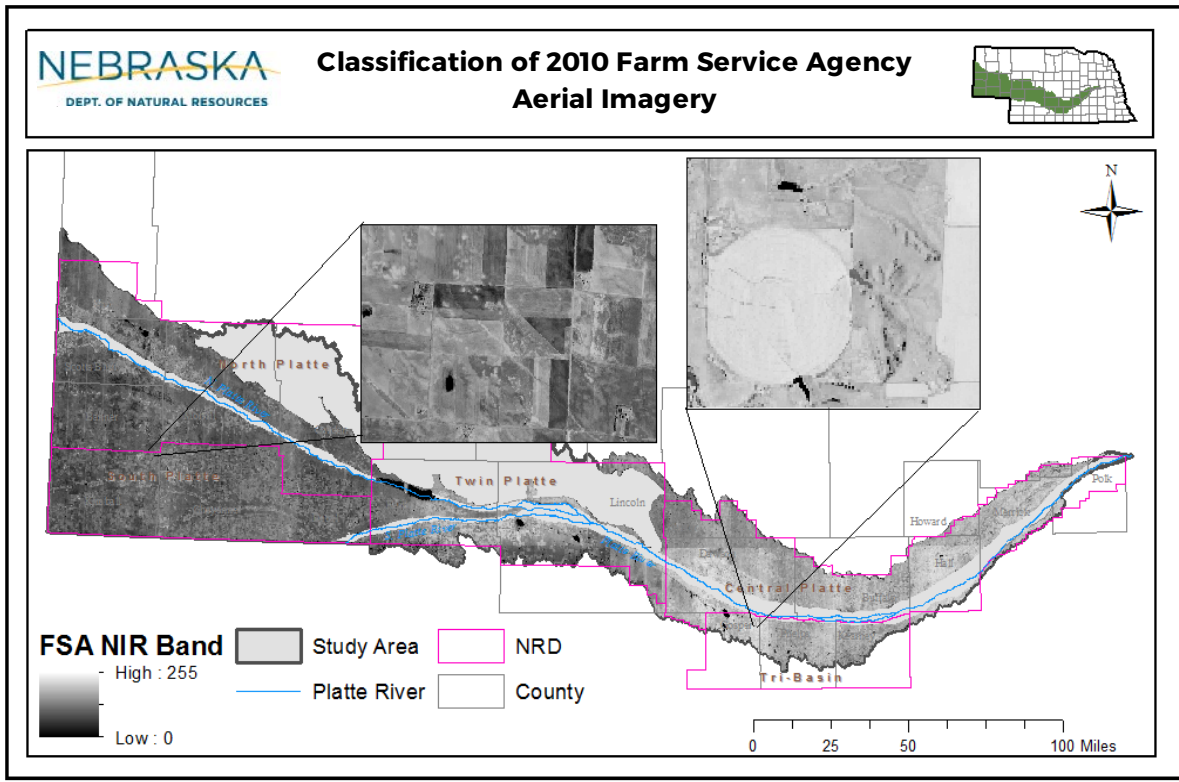 NEBRASKA
DEPT. OF NATURAL RESOURCES
Classification of 2010 Farm Service Agency
Aerial Imagery
N
North Platte
South Platte
Twin Platte
Lincoln
Howard
Polk
Hall
Central Platte
Tri-Basin
FSA NIR Band
High : 255
Low : 0
Study Area
Platte River
NRD
County
0
25
50
100 Miles